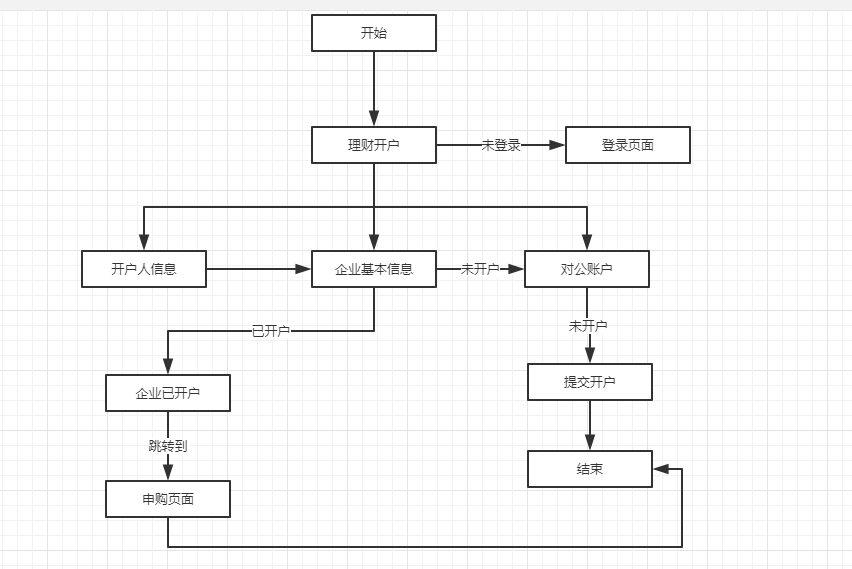 开始
理财开户
未登录
登录页面
开户人信息
企业基本信息
未开户
对公账户
已开户
未开户
企业已开户
提交开户
跳转到
结束
申购页面